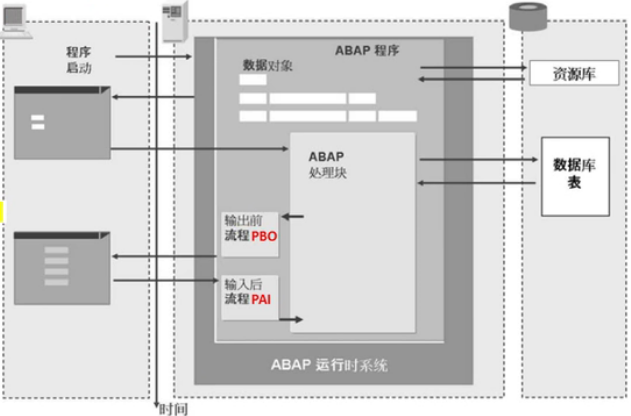 程序
启动
ABAP 程序
数据对象
资源库
ABAP
处理块
数据库
表
输出前
流程 PBO
输入后
流程 PAI
ABAP 运行时系统
时间